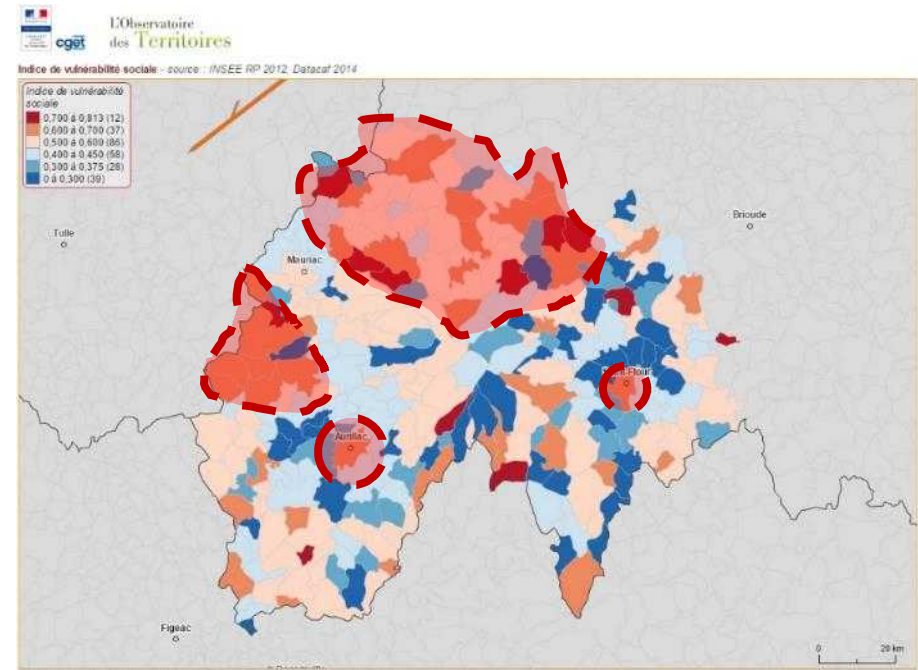 cget
L'Observatoire
des Territoires
Indice de vulnérabilité sociale - source : INSEE RP 2012, Datacaf 2014
Indice de vulnérabilité
sociale
0,700 à 0,813 (12)
0,600 à 0,700 (37)
0,500 à 0,600 (86)
0,400 à 0,450 (58)
0,300 à 0,375 (28)
0 à 0,300 (39)
Brioude
Tulle
Mauriac
Saint-Flour
Aurillac
Figeac
0 20 km